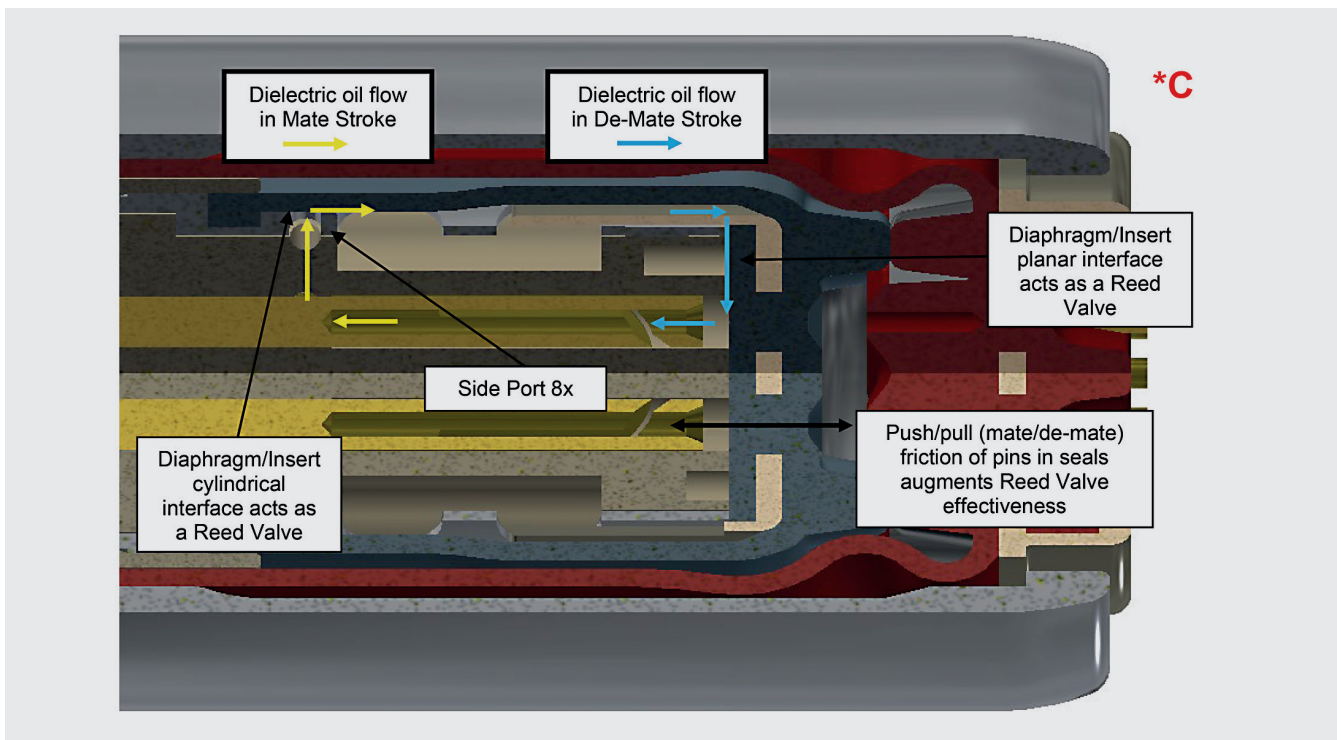 Dielectric oil flow
in Mate Stroke
Dielectric oil flow
in De-Mate Stroke
*C
Diaphragm/Insert
planar interface
acts as a Reed
Valve
Side Port 8x
Diaphragm/Insert
cylindrical
interface acts as
a Reed Valve
Push/pull (mate/de-mate)
friction of pins in seals
augments Reed Valve
effectiveness